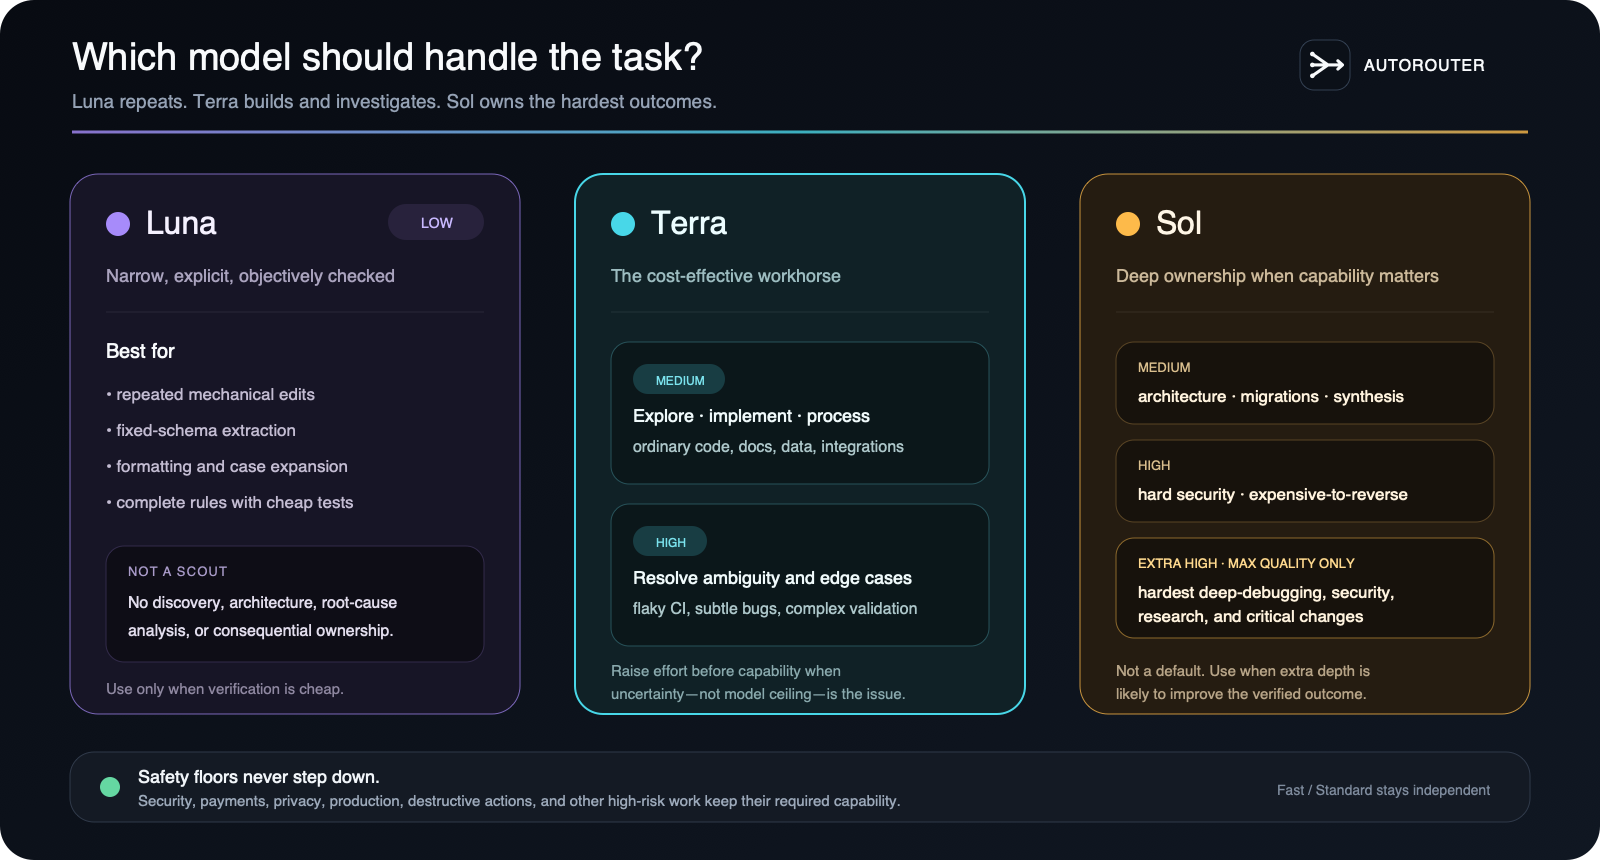 Which model should handle the task?
Luna repeats. Terra builds and investigates. Sol owns the hardest outcomes.
AUTOROUTER
Luna
LOW
Narrow, explicit, objectively checked
Best for
• repeated mechanical edits
• fixed-schema extraction
• formatting and case expansion
• complete rules with cheap tests
NOT A SCOUT
No discovery, architecture, root-cause
analysis, or consequential ownership.
Use only when verification is cheap.
Terra
The cost-effective workhorse
MEDIUM
Explore · implement · process
ordinary code, docs, data, integrations
HIGH
Resolve ambiguity and edge cases
flaky CI, subtle bugs, complex validation
Raise effort before capability when
uncertainty—not model ceiling—is the issue.
Sol
Deep ownership when capability matters
MEDIUM
architecture · migrations · synthesis
HIGH
hard security · expensive-to-reverse
EXTRA HIGH · MAX QUALITY ONLY
hardest deep-debugging, security,
research, and critical changes
Not a default. Use when extra depth is
likely to improve the verified outcome.
Safety floors never step down.
Security, payments, privacy, production, destructive actions, and other high-risk work keep their required capability.
Fast / Standard stays independent